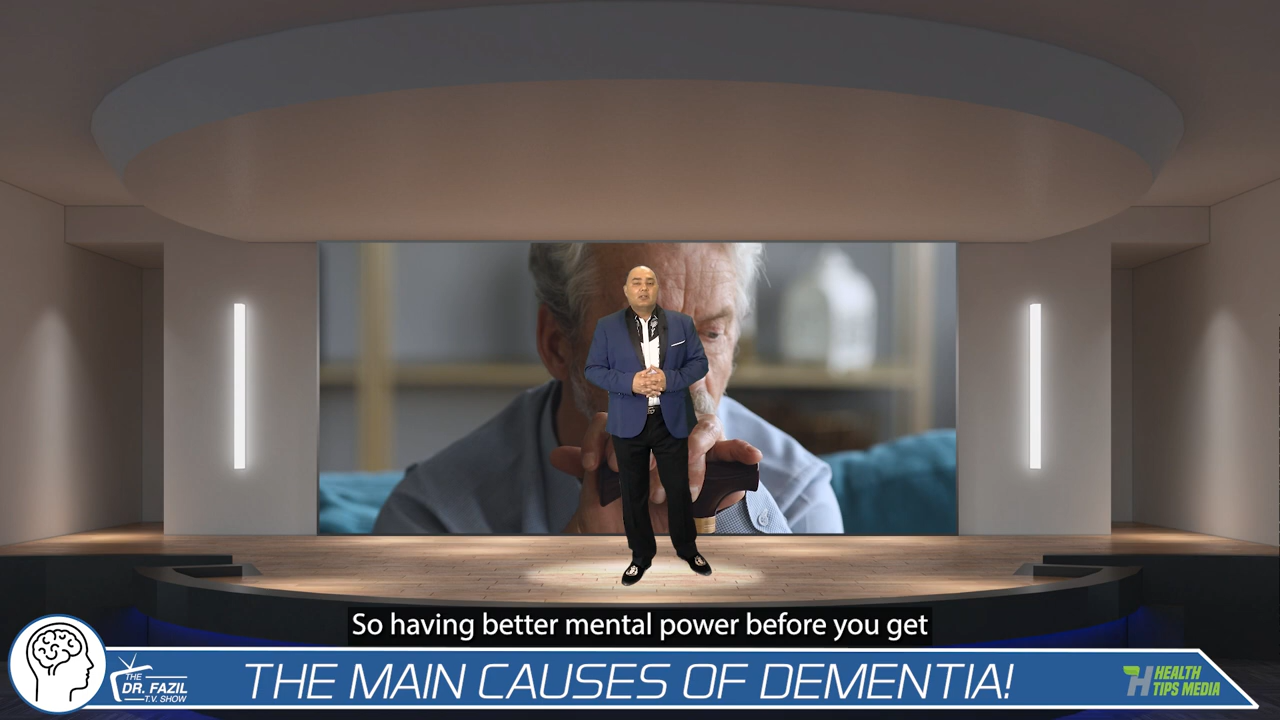 So having better mental power before you get
THE
DR. FAZIL
T.V. SHOW
THE MAIN CAUSES OF DEMENTIA!
HEALTH
TIPS MEDIA